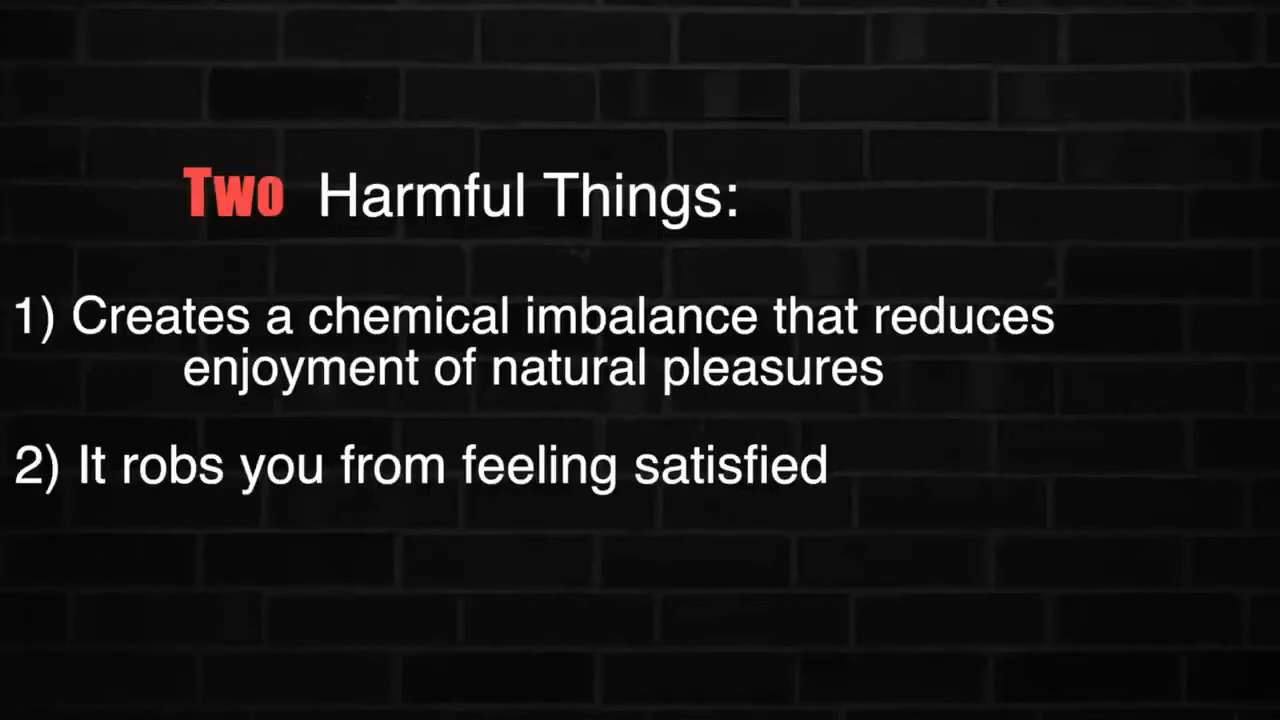 Two Harmful Things:
1) Creates a chemical imbalance that reduces
enjoyment of natural pleasures
2) It robs you from feeling satisfied